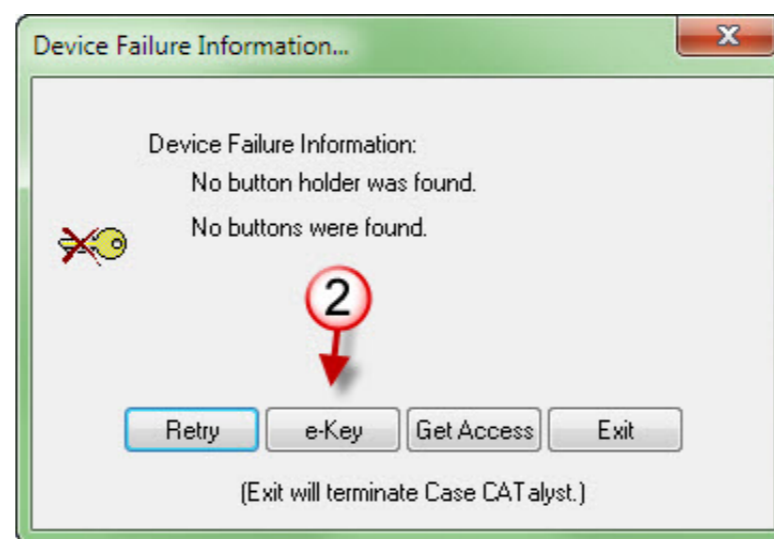 Device Failure Information...
Device Failure Information:
No button holder was found.
No buttons were found.
2
Retry e-Key Get Access Exit
(Exit will terminate Case CATalyst.)